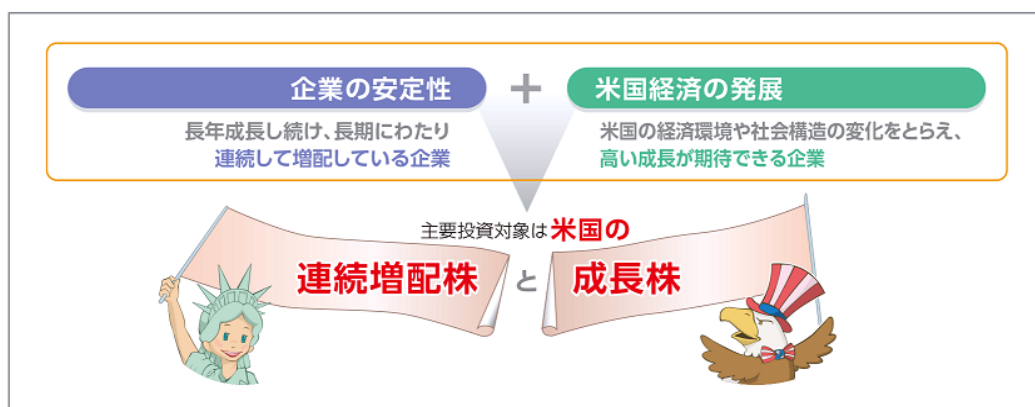 企業の安定性
+
米国経済の発展
長年成長し続け、長期にわたり
連続して増配している企業
米国の経済環境や社会構造の変化をとらえ、
高い成長が期待できる企業
主要投資対象は米国の
連続増配株と成長株